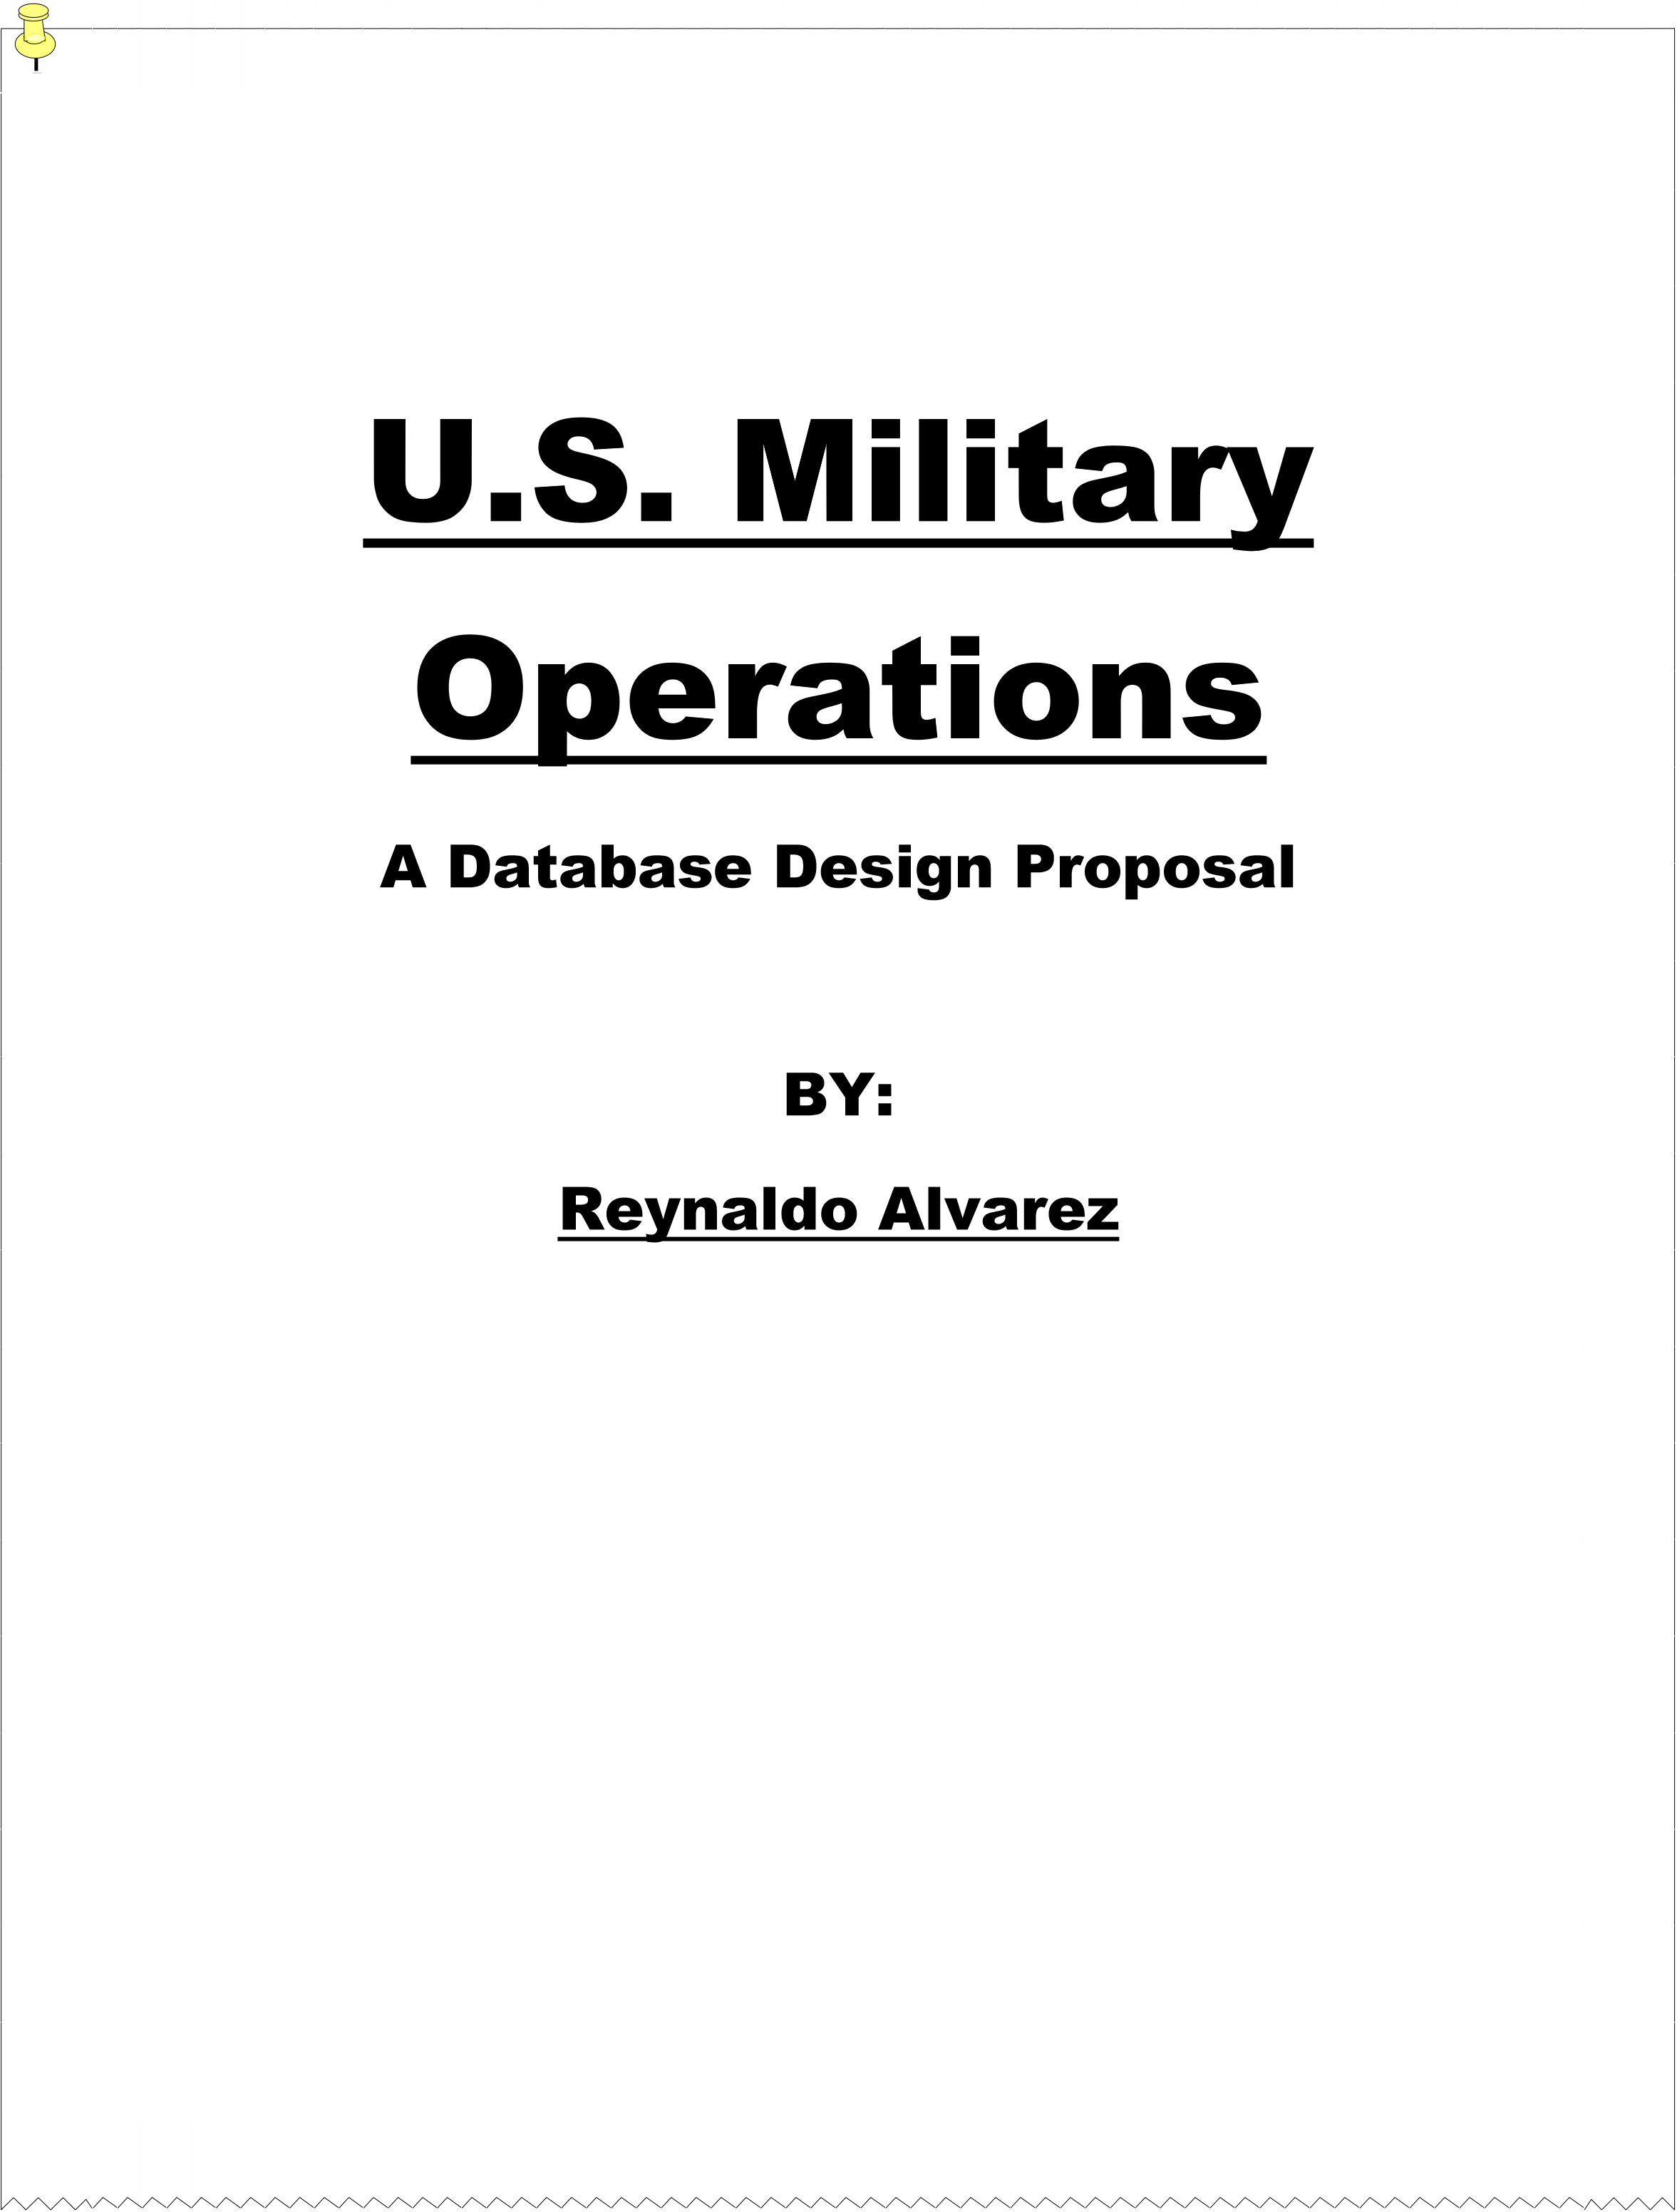 U.S. Military
Operations
A Database Design Proposal
BY:
Reynaldo Alvarez